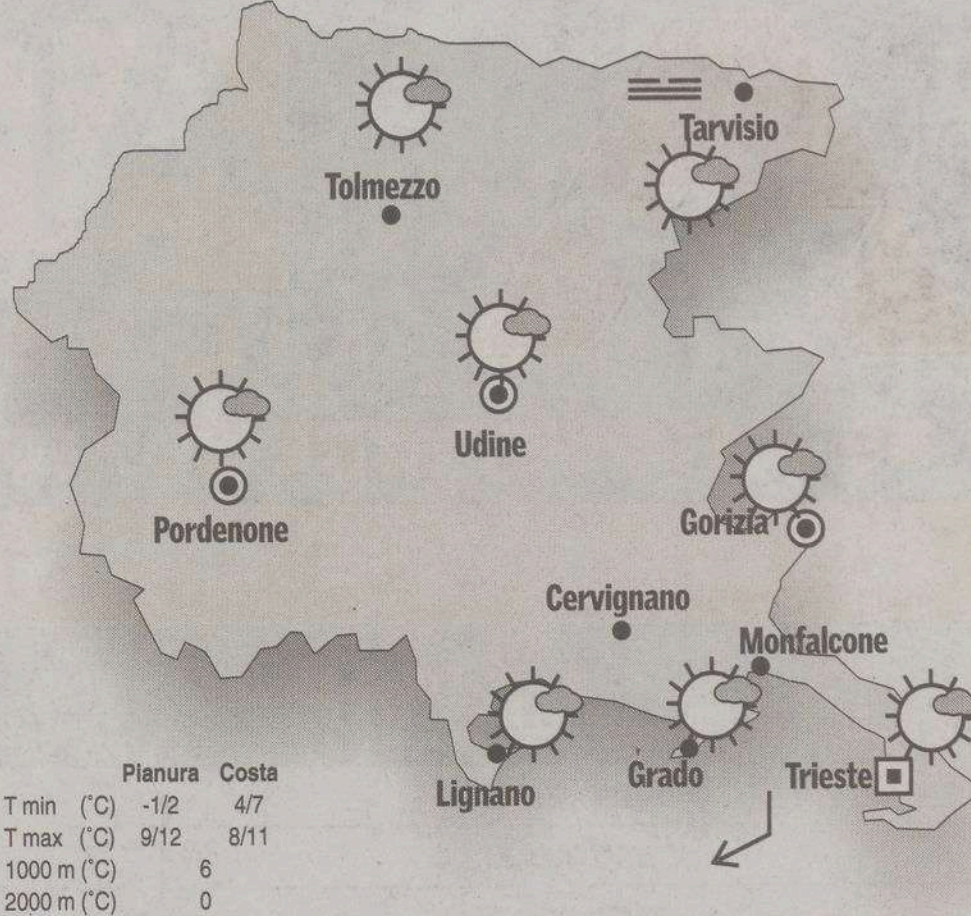 Tarvisio
Tolmezzo
Udine
Pordenone
Gorizia
Cervignano
Monfalcone
Lignano
Grado
Trieste
Pianura Costa
T min (°C) -1/2 4/7
T max (°C) 9/12 8/11
1000 m (°C) 6
2000 m (°C) 0